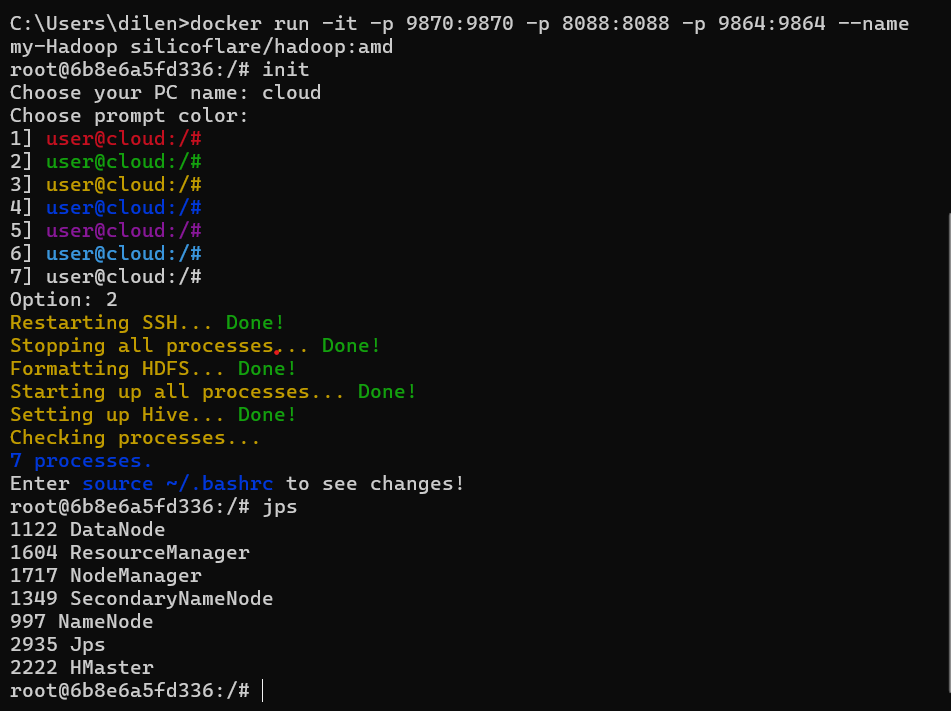 C:\Users\dilen>docker run -it -p 9870:9870 -p 8088:8088 -p 9864:9864 --name
my-Hadoop silicoflare/hadoop:amd
root@6b8e6a5fd336:/# init
Choose your PC name: cloud
Choose prompt color:
1] user@cloud:/#
2] user@cloud:/#
3] user@cloud:/#
4] user@cloud:/#
5] user@cloud:/#
6] user@cloud:/#
7] user@cloud:/#
Option: 2
Restarting SSH... Done!
Stopping all processes... Done!
Formatting HDFS... Done!
Starting up all processes... Done!
Setting up Hive... Done!
Checking processes...
7 processes.
Enter source ~/.bashrc to see changes!
root@6b8e6a5fd336:/# jps
1122 DataNode
1604 ResourceManager
1717 NodeManager
1349 SecondaryNameNode
997 NameNode
2935 Jps
2222 HMaster
root@6b8e6a5fd336:/#